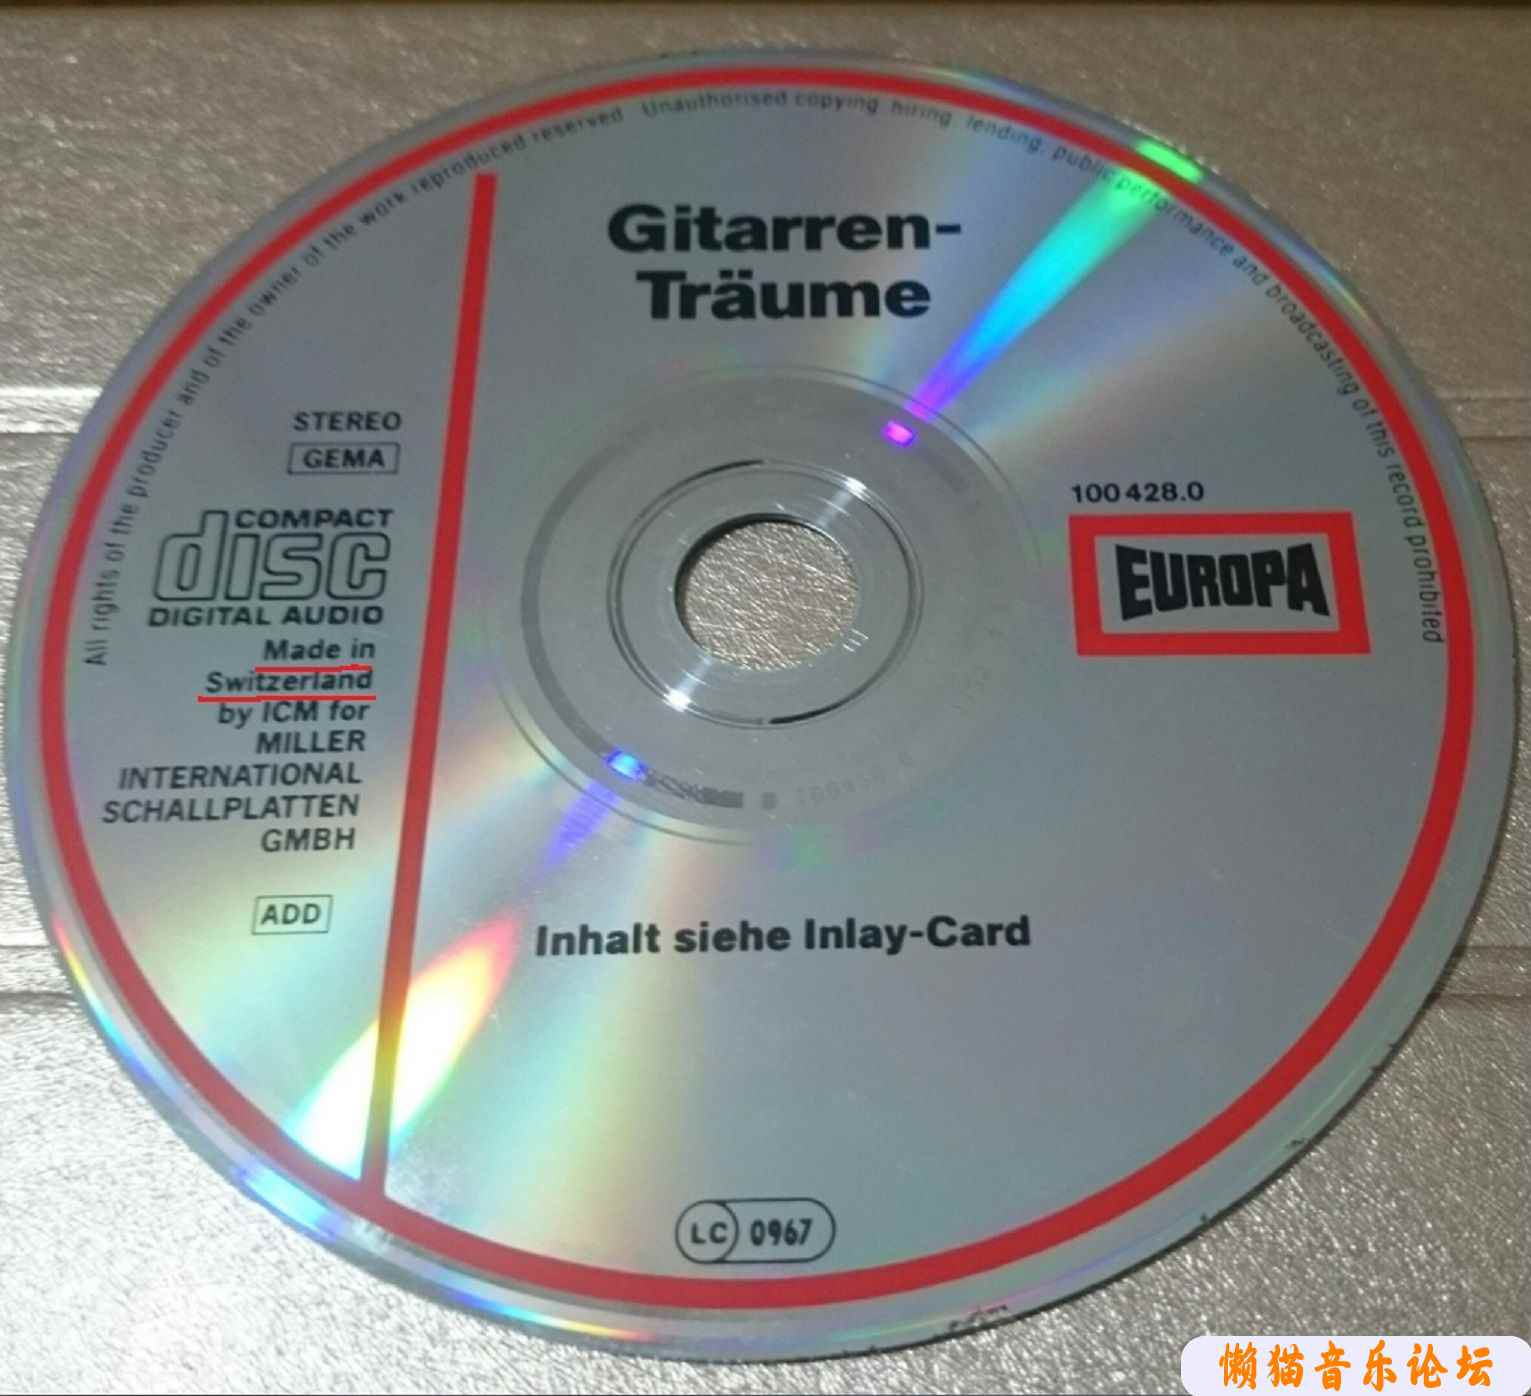 All rights of the producer and of the owner of the work reproduced reserved Unauthorised copying, hiring, lending, public performance and broadcasting of this record prohibited
Gitarren-
Träume
STEREO
GEMA
COMPACT
disc
DIGITAL AUDIO
Made in
Switzerland
by ICM for
MILLER
INTERNATIONAL
SCHALLPLATTEN
GMBH
ADD
100 428.0
EUROPA
Inhalt siehe Inlay-Card
LC 0967
懒猫音乐论坛